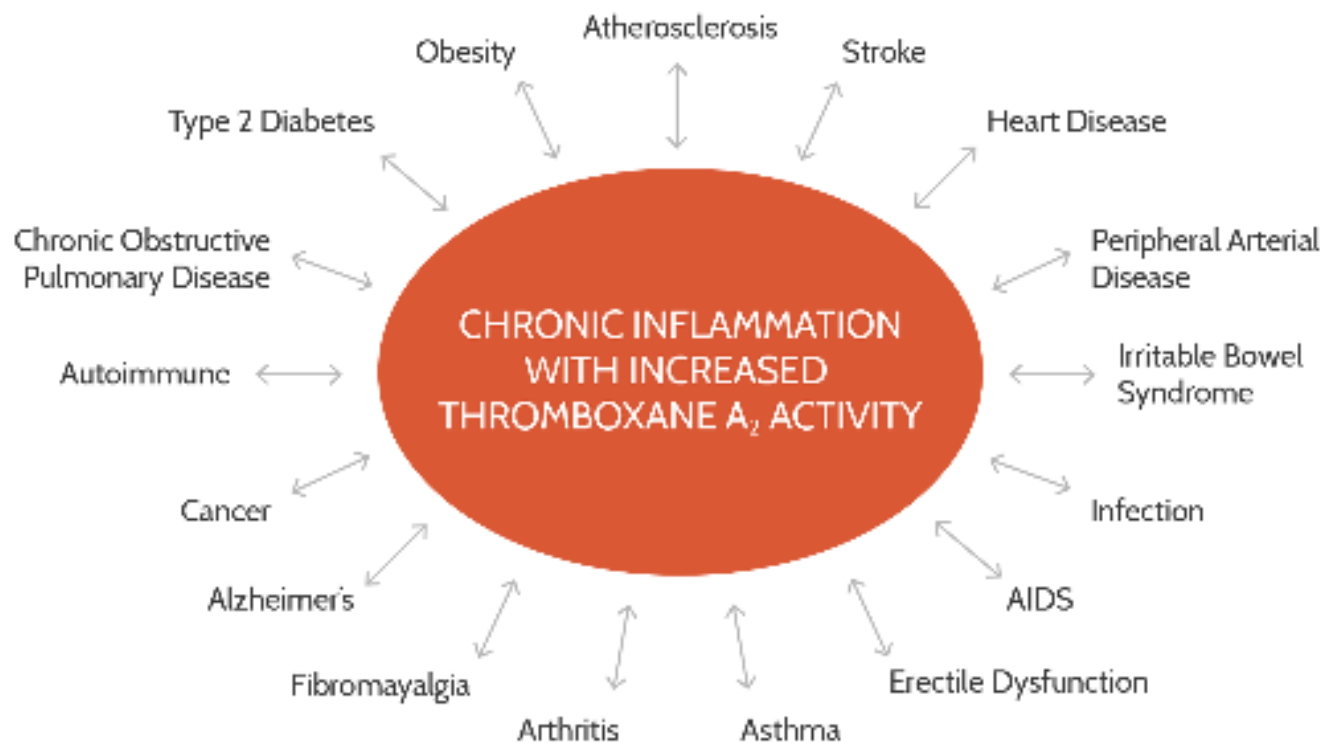 Atherosclerosis
Obesity
Stroke
Type 2 Diabetes
Heart Disease
Chronic Obstructive
Pulmonary Disease
Peripheral Arterial
Disease
CHRONIC INFLAMMATION
WITH INCREASED
THROMBOXANE A₂ ACTIVITY
Autoimmune
Irritable Bowel
Syndrome
Cancer
Infection
Alzheimer's
AIDS
Fibromayalgia
Erectile Dysfunction
Arthritis
Asthma